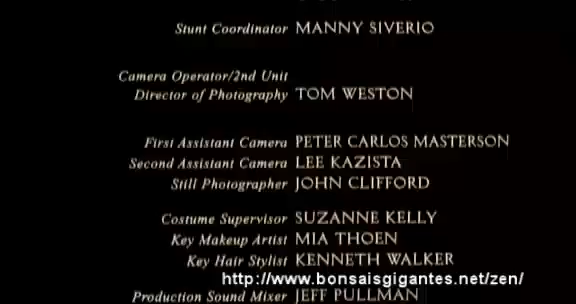 Stunt Coordinator MANNY SIVERIO
Camera Operator/2nd Unit
Director of Photography TOM WESTON
First Assistant Camera PETER CARLOS MASTERSON
Second Assistant Camera LEE KAZISTA
Still Photographer JOHN CLIFFORD
Costume Supervisor SUZANNE KELLY
Key Makeup Artist MIA THOEN
Key Hair Stylist KENNETH WALKER
http://www.bonsaisgigantes.net/zen/
Production Sound Mixer JEFF PULLMAN